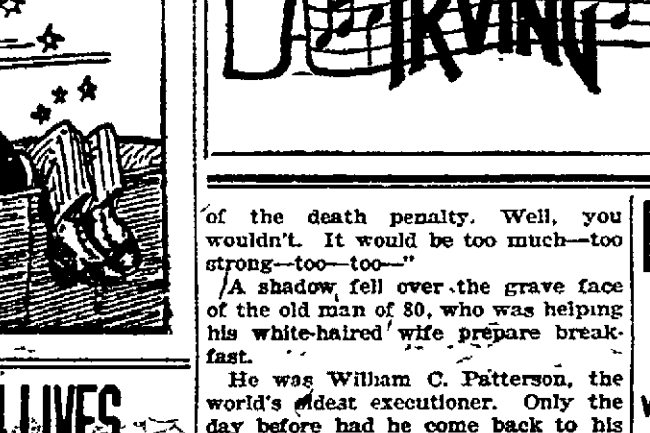 IRVING
of the death penalty. Well, you
wouldn't. It would be too much—too
strong—too—too—"
A shadow fell over the grave face
of the old man of 80, who was helping
his white-haired wife prepare break-
fast.
He was William C. Patterson, the
world's oldest executioner. Only the
day before had he come back to his
LIVES